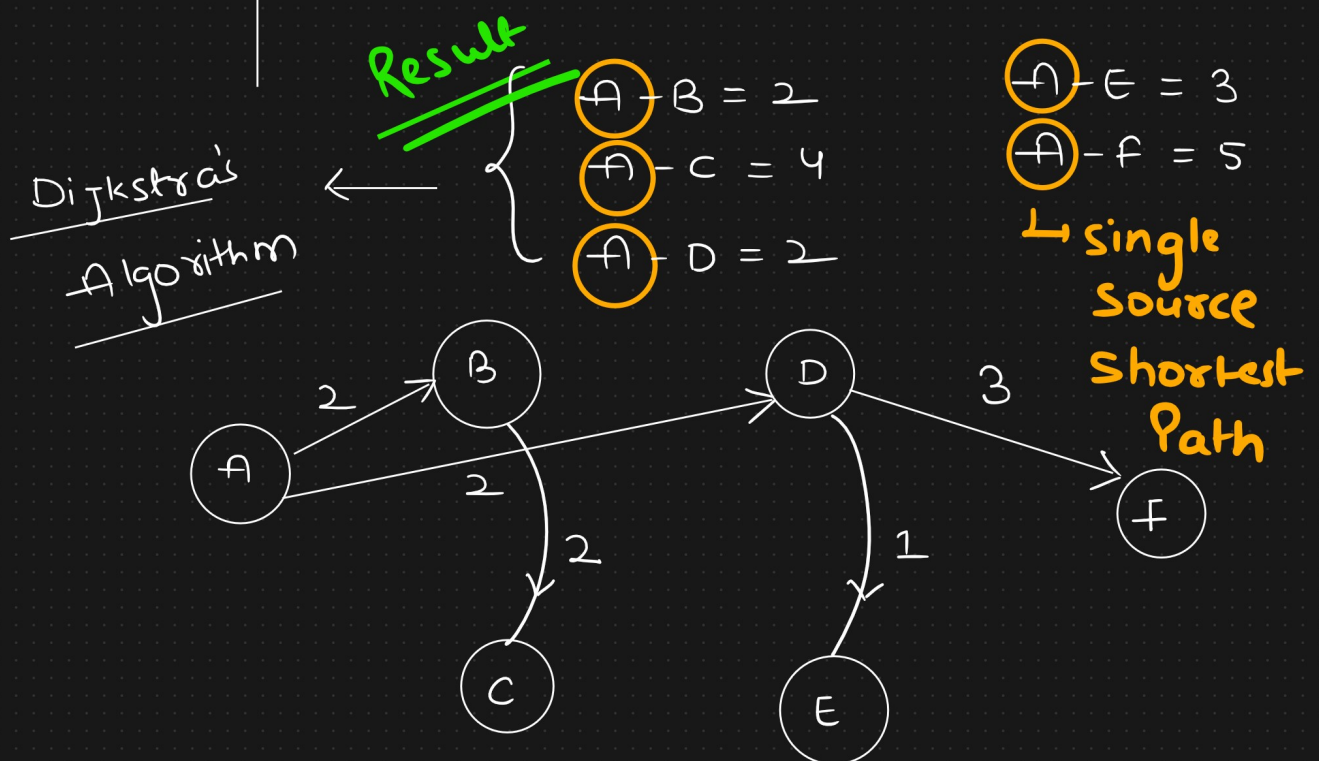 Result
A - B = 2
A - C = 4
A - D = 2
A - E = 3
A - F = 5
↳ Single
Source
Shortest
Path
Dijkstra's
Algorithm
←
B
D
3
2
A
2
F
2
1
C
E